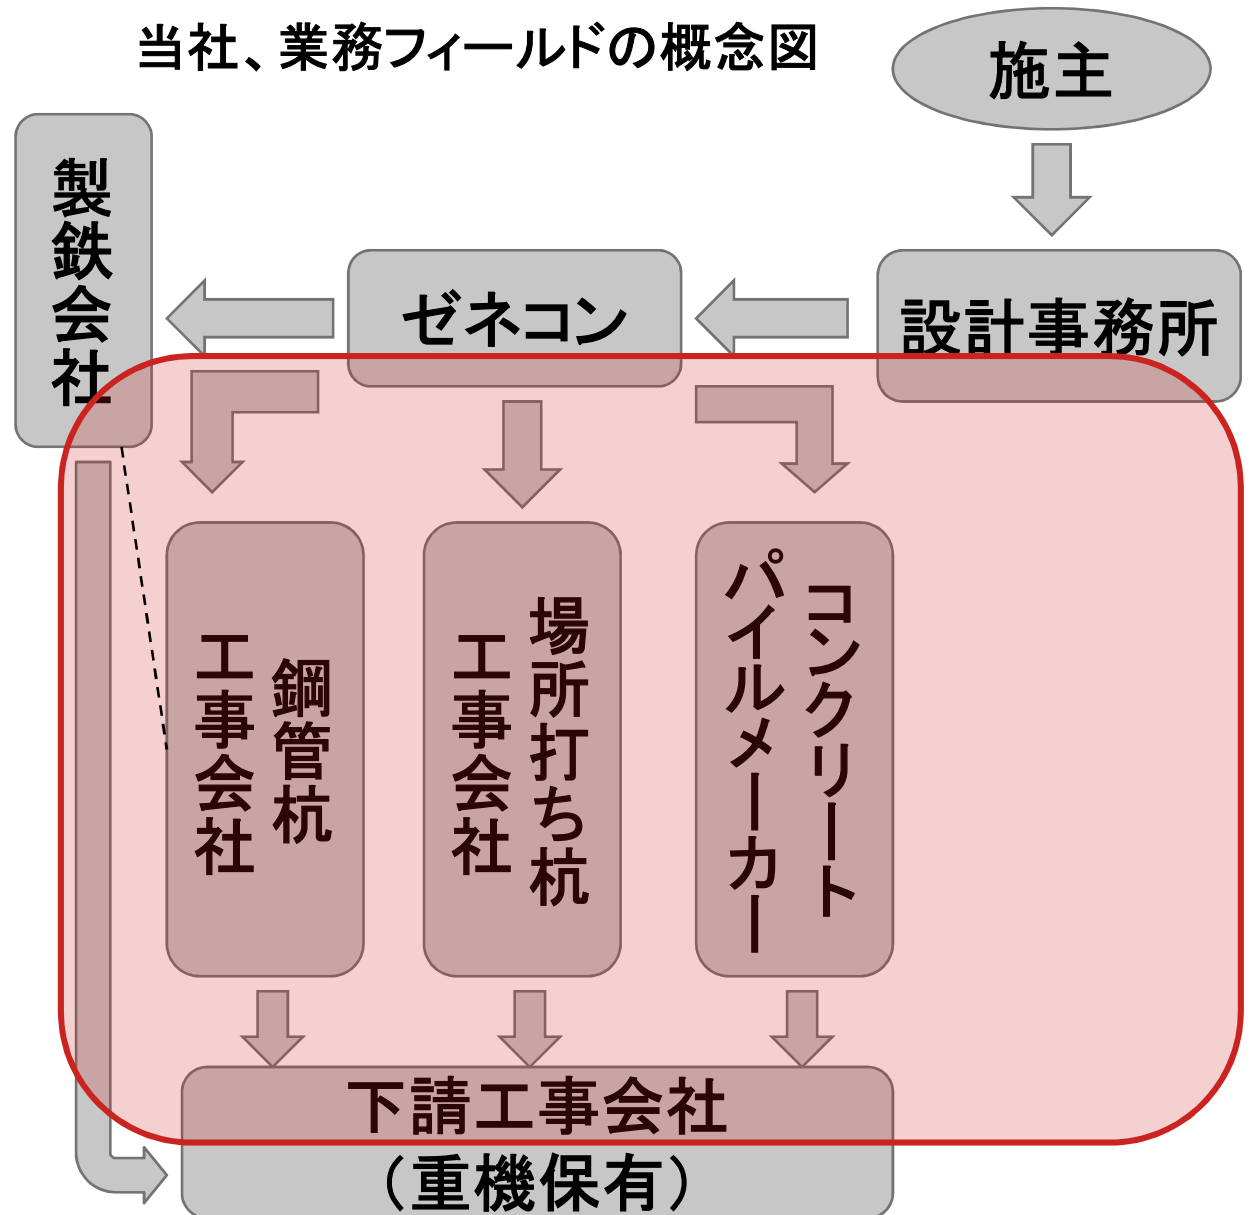 当社、業務フィールドの概念図
施主
製鉄会社
ゼネコン
設計事務所
鋼管杭
工事会社
場所打ち杭
工事会社
コンクリート
パイルメーカー
下請工事会社
（重機保有）